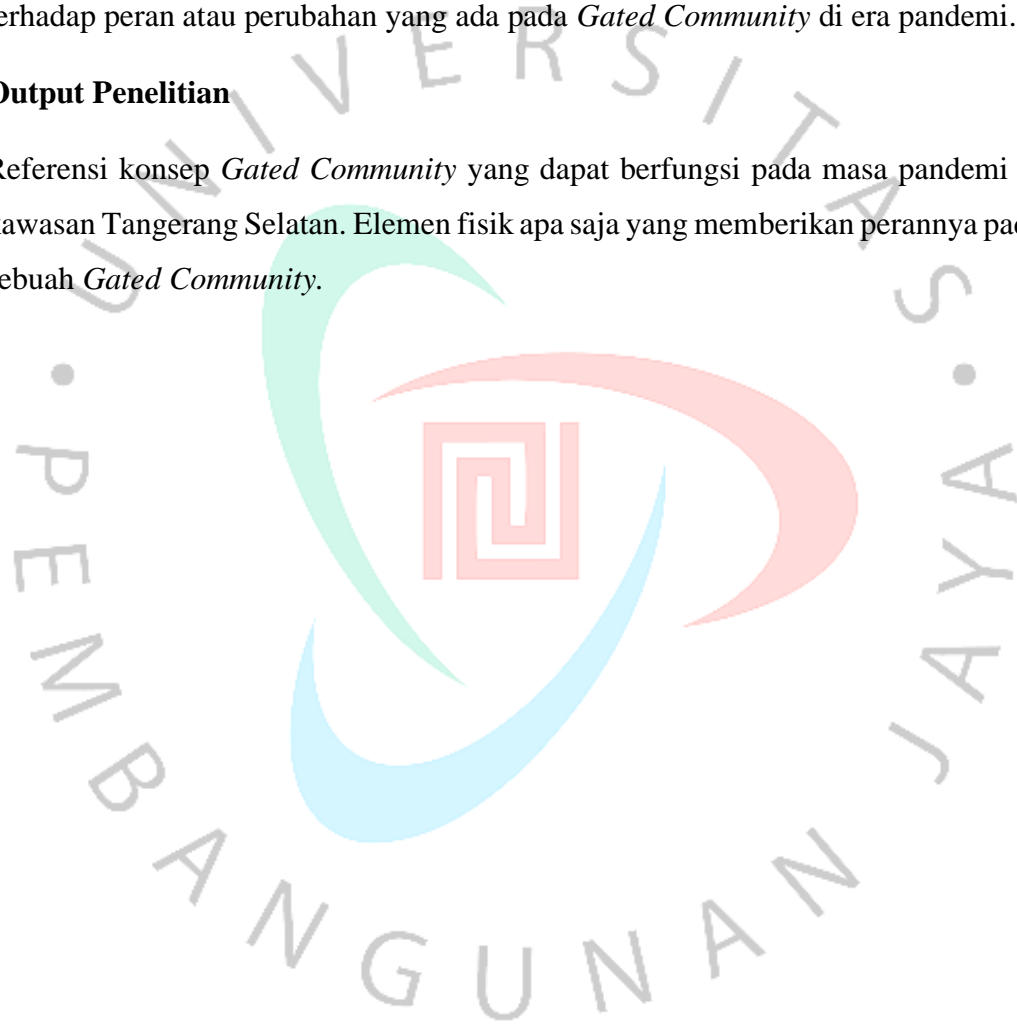 erhadap peran atau perubahan yang ada pada Gated Community di era pandemi.
Output Penelitian
Referensi konsep Gated Community yang dapat berfungsi pada masa pandemi
kawasan Tangerang Selatan. Elemen fisik apa saja yang memberikan perannya pad
sebuah Gated Community.
UNIVERSITAS • PEMBANGUNAN JAYA •